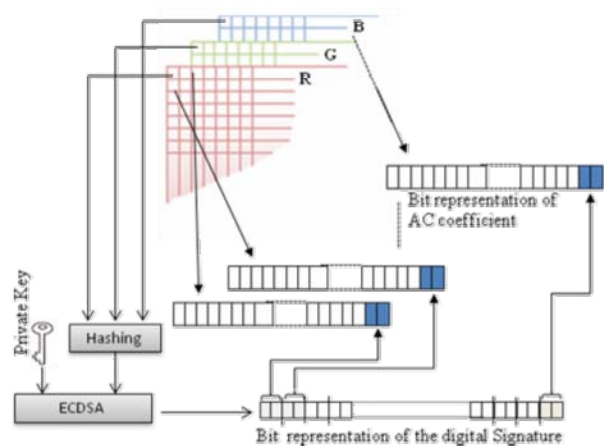 B
G
R
Bit representation of
AC coefficient
Private Key
Hashing
ECDSA
Bit representation of the digital Signature